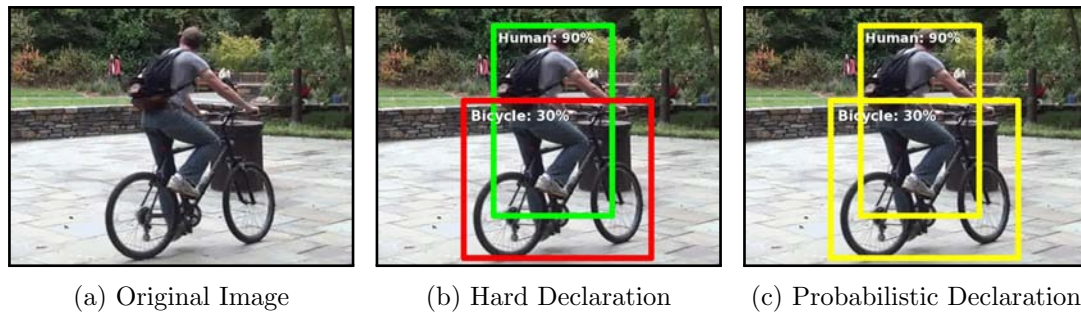 Human: 90%
Bicycle: 30%
Human: 90%
Bicycle: 30%
(a) Original Image
(b) Hard Declaration
(c) Probabilistic Declaration